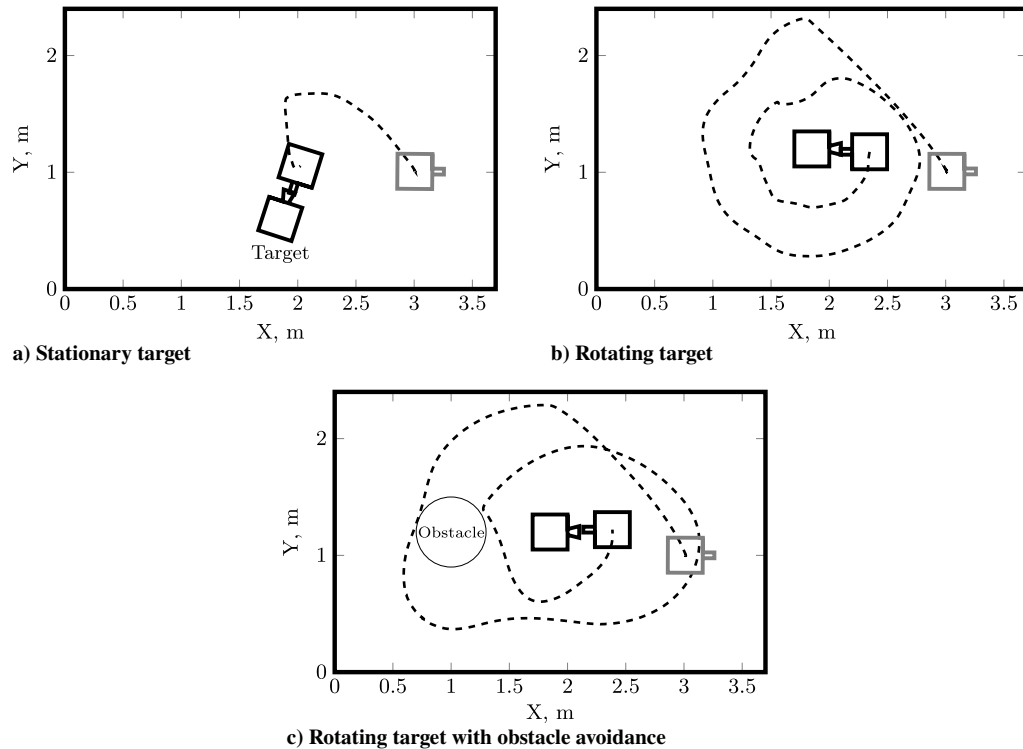 2
1
0
Y, m
Target
0 0.5 1 1.5 2 2.5 3 3.5
X, m
a) Stationary target
2
1
0
Y, m
0 0.5 1 1.5 2 2.5 3 3.5
X, m
b) Rotating target
2
1
0
Y, m
Obstacle
0 0.5 1 1.5 2 2.5 3 3.5
X, m
c) Rotating target with obstacle avoidance